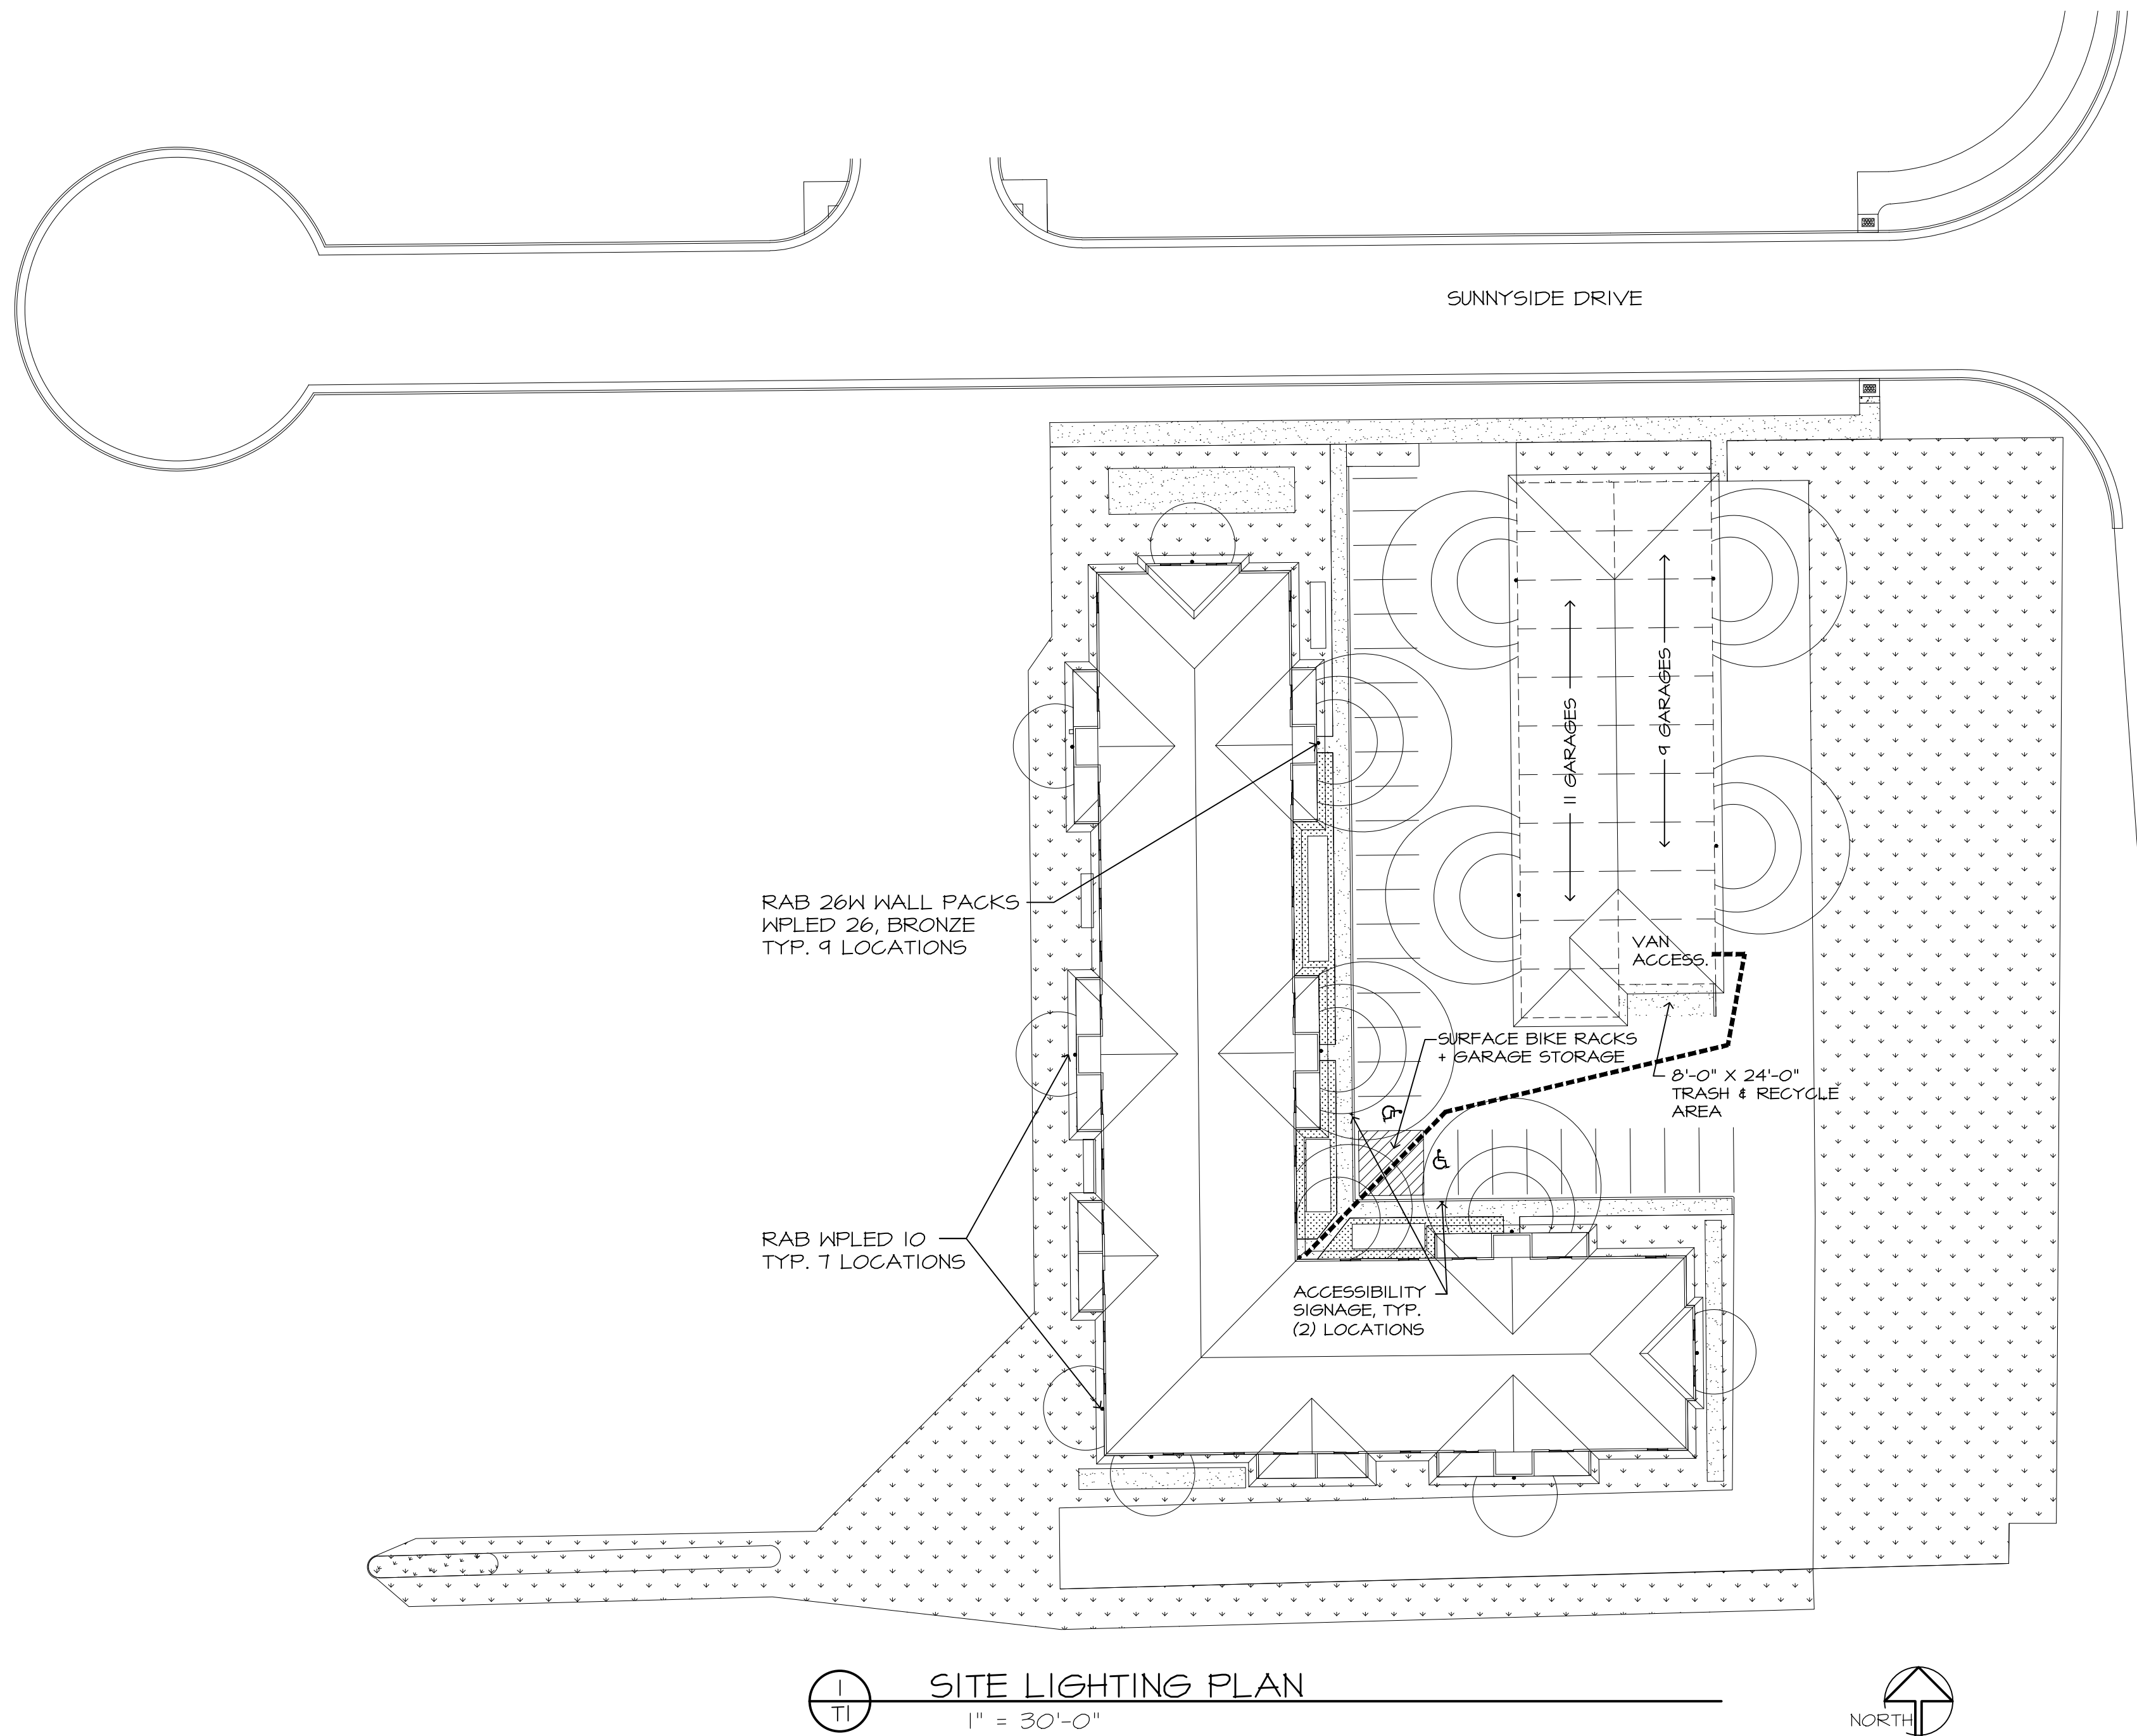 SUNNYSIDE DRIVE
11 GARAGES
9 GARAGES
RAB 26W WALL PACKS
WPLED 26, BRONZE
TYP. 9 LOCATIONS
VAN
ACCESS.
SURFACE BIKE RACKS
+ GARAGE STORAGE
8'-0" X 24'-0"
TRASH & RECYCLE
AREA
RAB WPLED 10
TYP. 7 LOCATIONS
ACCESSIBILITY
SIGNAGE, TYP.
(2) LOCATIONS
1
T1
SITE LIGHTING PLAN
1" = 30'-0"
NORTH